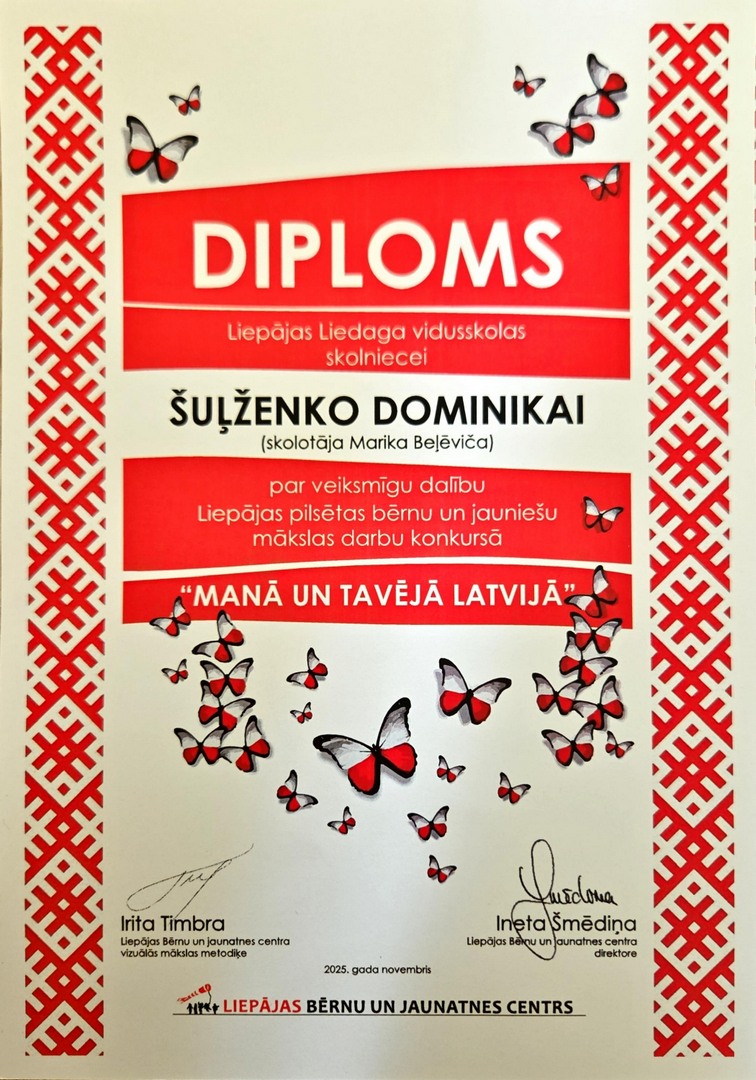 DIPLOMS
Liepājas Liedaga vidusskolas
skolniecei
ŠUĻŽENKO DOMINIKAI
(skolotāja Marika Beļēviča)
par veiksmīgu dalību
Liepājas pilsētas bērnu un jauniešu
mākslas darbu konkursā
“MANĀ UN TAVĒJĀ LATVIJĀ”
Irita Timbra
Liepājas Bērnu un jaunatnes centra
vizuālās mākslas metodiķe
Ineta Šmēdiņa
Liepājas Bērnu un jaunatnes centra
direktore
2025. gada novembris
LIEPĀJAS BĒRNU UN JAUNATNES CENTRS